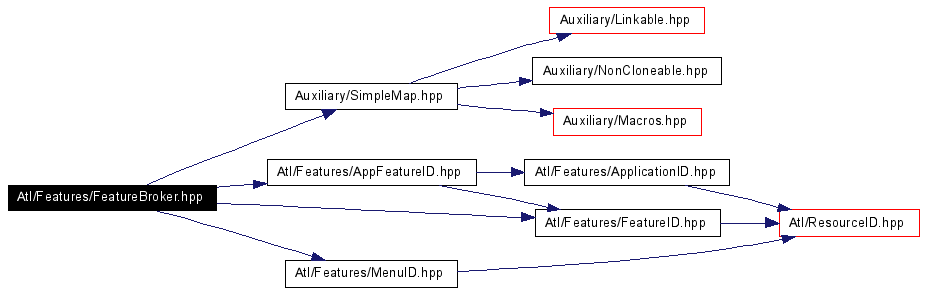 Auxiliary/Linkable.hpp
Auxiliary/NonCloneable.hpp
Auxiliary/SimpleMap.hpp
Auxiliary/Macros.hpp
Atl/Features/AppFeatureID.hpp
Atl/Features/ApplicationID.hpp
Atl/Features/FeatureBroker.hpp
Atl/Features/FeatureID.hpp
Atl/ResourceID.hpp
Atl/Features/MenuID.hpp